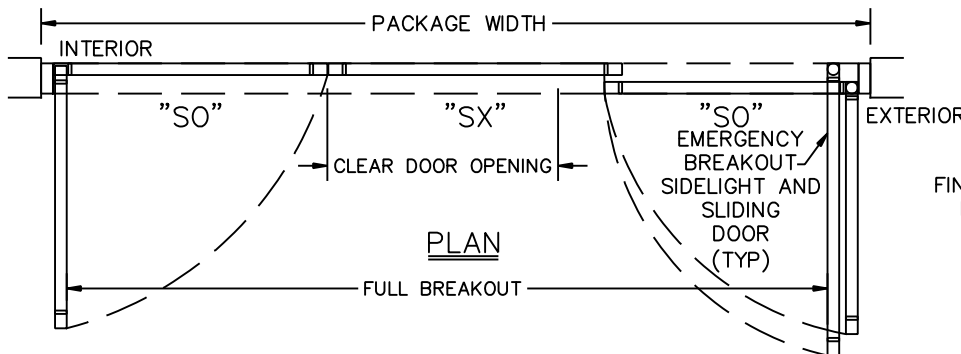 PACKAGE WIDTH
INTERIOR
"SO"
"SX"
"SO"
EXTERIOR
CLEAR DOOR OPENING
EMERGENCY
BREAKOUT
SIDELIGHT AND
SLIDING
DOOR
(TYP)
FIN
PLAN
FULL BREAKOUT